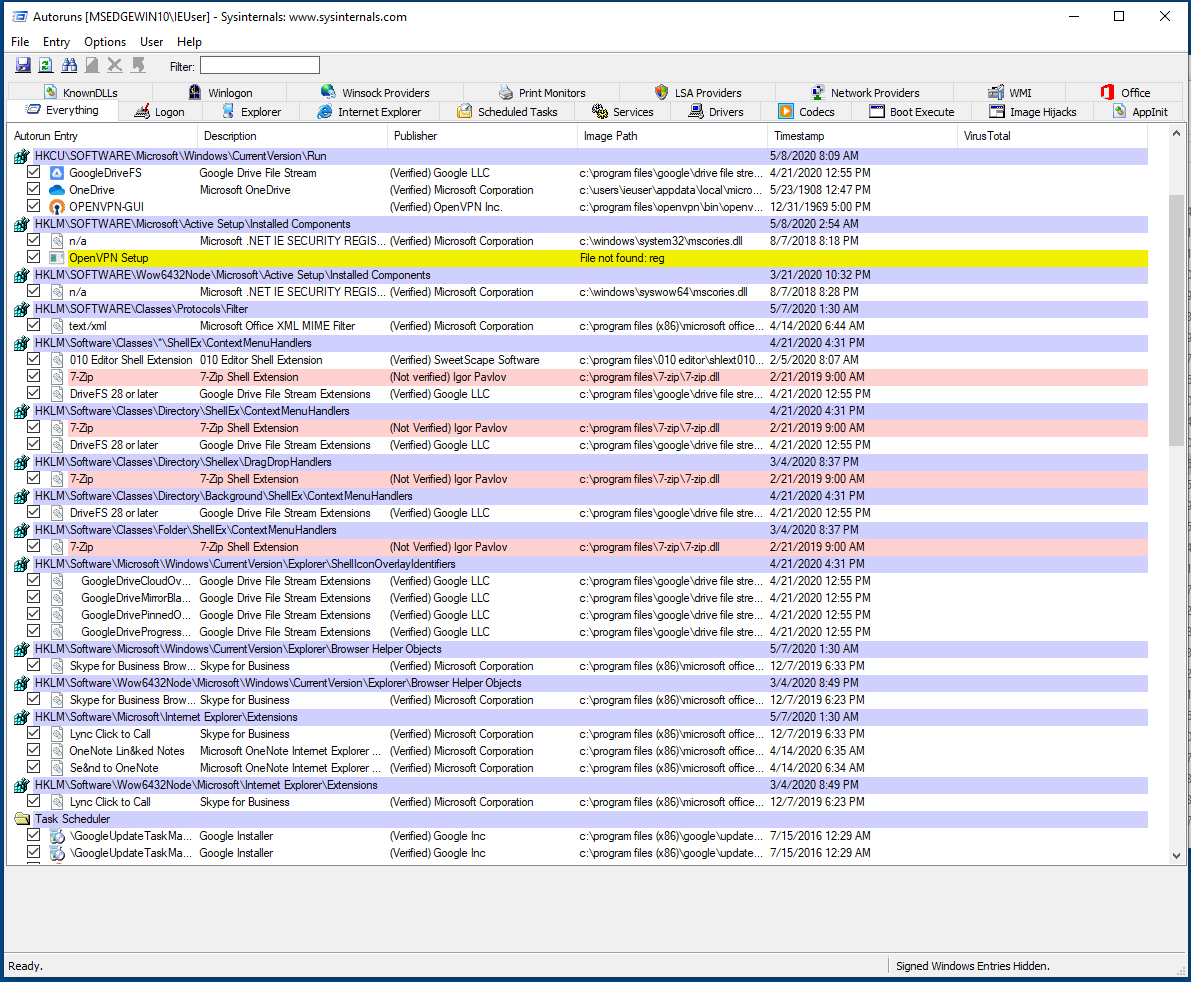 Autoruns [MSEDGEWIN10\IEUser] - Sysinternals: www.sysinternals.com
File Entry Options User Help
Filter:
KnownDLLs Winlogon Winsock Providers Print Monitors LSA Providers Network Providers WMI Office
Everything Logon Explorer Internet Explorer Scheduled Tasks Services Drivers Codecs Boot Execute Image Hijacks AppInit
Autorun Entry Description Publisher Image Path Timestamp VirusTotal
HKCU\SOFTWARE\Microsoft\Windows\CurrentVersion\Run 5/8/2020 8:09 AM
GoogleDriveFS Google Drive File Stream (Verified) Google LLC c:\program files\google\drive file stre... 4/21/2020 12:55 PM
OneDrive Microsoft OneDrive (Verified) Microsoft Corporation c:\users\ieuser\appdata\local\micro... 5/23/1908 12:47 PM
OPENVPN-GUI (Verified) OpenVPN Inc. c:\program files\openvpn\bin\openv... 12/31/1969 5:00 PM
HKLM\SOFTWARE\Microsoft\Active Setup\Installed Components 5/8/2020 2:54 AM
n/a Microsoft .NET IE SECURITY REGIS... (Verified) Microsoft Corporation c:\windows\system32\mscories.dll 8/7/2018 8:18 PM
OpenVPN Setup File not found: reg
HKLM\SOFTWARE\Wow6432Node\Microsoft\Active Setup\Installed Components 3/21/2020 10:32 PM
n/a Microsoft .NET IE SECURITY REGIS... (Verified) Microsoft Corporation c:\windows\syswow64\mscories.dll 8/7/2018 8:28 PM
HKLM\SOFTWARE\Classes\Protocols\Filter 5/7/2020 1:30 AM
text/xml Microsoft Office XML MIME Filter (Verified) Microsoft Corporation c:\program files (x86)\microsoft office... 4/14/2020 6:44 AM
HKLM\Software\Classes\*\ShellEx\ContextMenuHandlers 4/21/2020 4:31 PM
010 Editor Shell Extension 010 Editor Shell Extension (Verified) SweetScape Software c:\program files\010 editor\shlext010... 2/5/2020 8:07 AM
7-Zip 7-Zip Shell Extension (Not verified) Igor Pavlov c:\program files\7-zip\7-zip.dll 2/21/2019 9:00 AM
DriveFS 28 or later Google Drive File Stream Extensions (Verified) Google LLC c:\program files\google\drive file stre... 4/21/2020 12:55 PM
HKLM\Software\Classes\Directory\ShellEx\ContextMenuHandlers 4/21/2020 4:31 PM
7-Zip 7-Zip Shell Extension (Not Verified) Igor Pavlov c:\program files\7-zip\7-zip.dll 2/21/2019 9:00 AM
DriveFS 28 or later Google Drive File Stream Extensions (Verified) Google LLC c:\program files\google\drive file stre... 4/21/2020 12:55 PM
HKLM\Software\Classes\Directory\Shellex\DragDropHandlers 3/4/2020 8:37 PM
7-Zip 7-Zip Shell Extension (Not Verified) Igor Pavlov c:\program files\7-zip\7-zip.dll 2/21/2019 9:00 AM
HKLM\Software\Classes\Directory\Background\ShellEx\ContextMenuHandlers 4/21/2020 4:31 PM
DriveFS 28 or later Google Drive File Stream Extensions (Verified) Google LLC c:\program files\google\drive file stre... 4/21/2020 12:55 PM
HKLM\Software\Classes\Folder\ShellEx\ContextMenuHandlers 3/4/2020 8:37 PM
7-Zip 7-Zip Shell Extension (Not Verified) Igor Pavlov c:\program files\7-zip\7-zip.dll 2/21/2019 9:00 AM
HKLM\Software\Microsoft\Windows\CurrentVersion\Explorer\ShellIconOverlayIdentifiers 4/21/2020 4:31 PM
GoogleDriveCloudOv... Google Drive File Stream Extensions (Verified) Google LLC c:\program files\google\drive file stre... 4/21/2020 12:55 PM
GoogleDriveMirrorBla... Google Drive File Stream Extensions (Verified) Google LLC c:\program files\google\drive file stre... 4/21/2020 12:55 PM
GoogleDrivePinnedO... Google Drive File Stream Extensions (Verified) Google LLC c:\program files\google\drive file stre... 4/21/2020 12:55 PM
GoogleDriveProgress... Google Drive File Stream Extensions (Verified) Google LLC c:\program files\google\drive file stre... 4/21/2020 12:55 PM
HKLM\Software\Microsoft\Windows\CurrentVersion\Explorer\Browser Helper Objects 5/7/2020 1:30 AM
Skype for Business Brow... Skype for Business (Verified) Microsoft Corporation c:\program files (x86)\microsoft office... 12/7/2019 6:33 PM
HKLM\Software\Wow6432Node\Microsoft\Windows\CurrentVersion\Explorer\Browser Helper Objects 3/4/2020 8:49 PM
Skype for Business Brow... Skype for Business (Verified) Microsoft Corporation c:\program files (x86)\microsoft office... 12/7/2019 6:23 PM
HKLM\Software\Microsoft\Internet Explorer\Extensions 5/7/2020 1:30 AM
Lync Click to Call Skype for Business (Verified) Microsoft Corporation c:\program files (x86)\microsoft office... 12/7/2019 6:33 PM
OneNote Lin&ked Notes Microsoft OneNote Internet Explorer ... (Verified) Microsoft Corporation c:\program files (x86)\microsoft office... 4/14/2020 6:35 AM
Se&nd to OneNote Microsoft OneNote Internet Explorer ... (Verified) Microsoft Corporation c:\program files (x86)\microsoft office... 4/14/2020 6:34 AM
HKLM\Software\Wow6432Node\Microsoft\Internet Explorer\Extensions 3/4/2020 8:49 PM
Lync Click to Call Skype for Business (Verified) Microsoft Corporation c:\program files (x86)\microsoft office... 12/7/2019 6:23 PM
Task Scheduler
\GoogleUpdateTaskMa... Google Installer (Verified) Google Inc c:\program files (x86)\google\update... 7/15/2016 12:29 AM
\GoogleUpdateTaskMa... Google Installer (Verified) Google Inc c:\program files (x86)\google\update... 7/15/2016 12:29 AM
Ready. Signed Windows Entries Hidden.